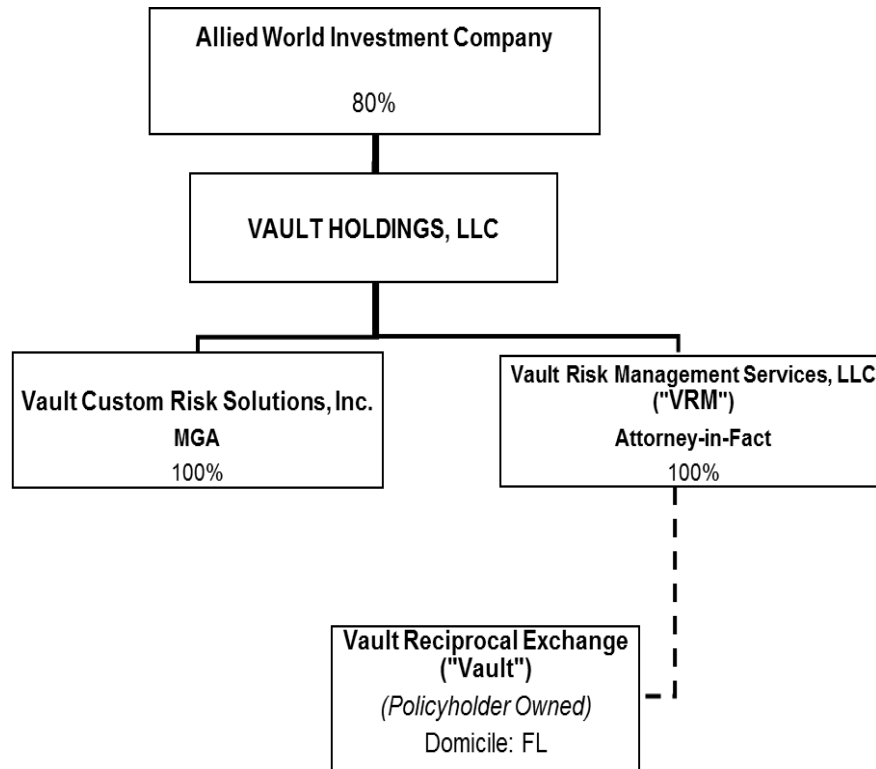 Allied World Investment Company
80%
VAULT HOLDINGS, LLC
Vault Custom Risk Solutions, Inc.
MGA
100%
Vault Risk Management Services, LLC
("VRM")
Attorney-in-Fact
100%
Vault Reciprocal Exchange
("Vault")
(Policyholder Owned)
Domicile: FL